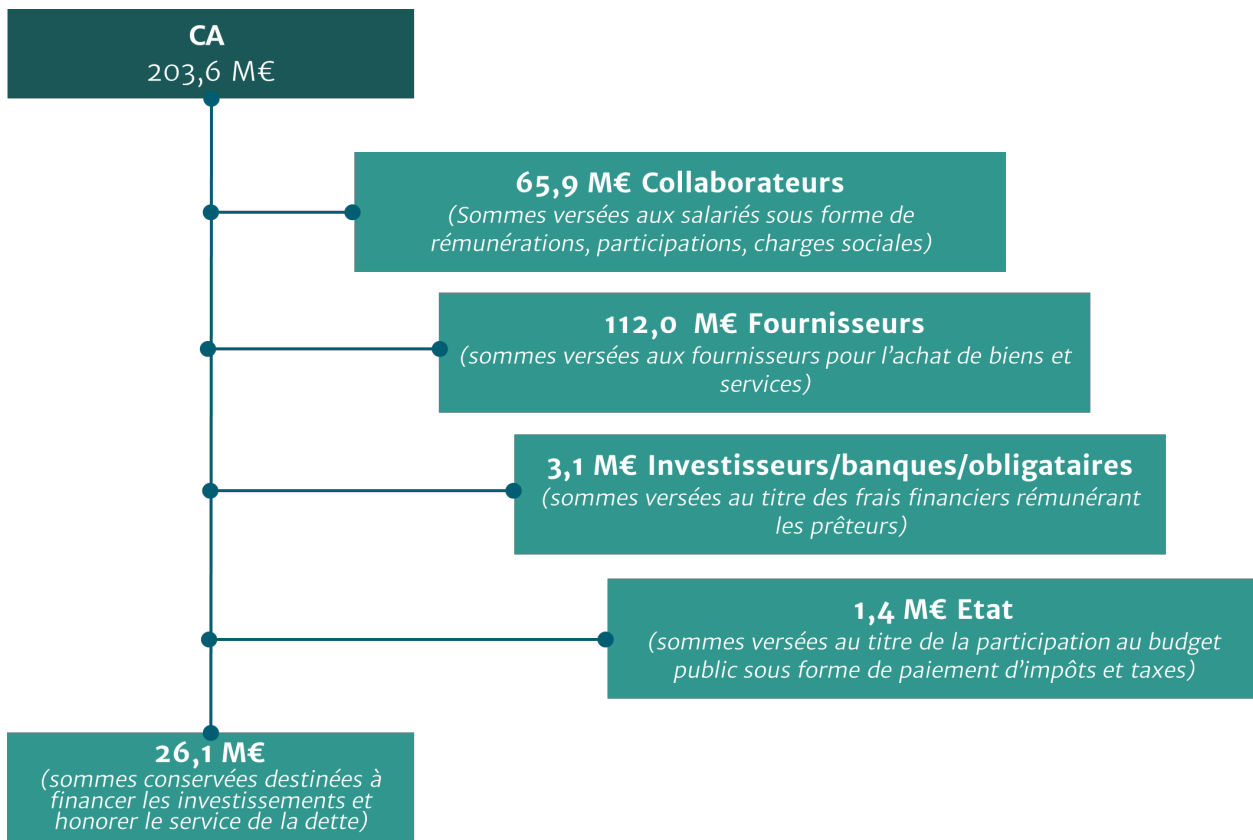 CA
203,6 M€
65,9 M€ Collaborateurs
(Sommes versées aux salariés sous forme de
rémunérations, participations, charges sociales)
112,0  M€ Fournisseurs
(sommes versées aux fournisseurs pour l’achat de biens et
services)
3,1 M€ Investisseurs/banques/obligataires
(sommes versées au titre des frais financiers rémunérant
les prêteurs)
1,4 M€ Etat
(sommes versées au titre de la participation au budget
public sous forme de paiement d’impôts et taxes)
26,1 M€
(sommes conservées destinées à
financer les investissements et
honorer le service de la dette)